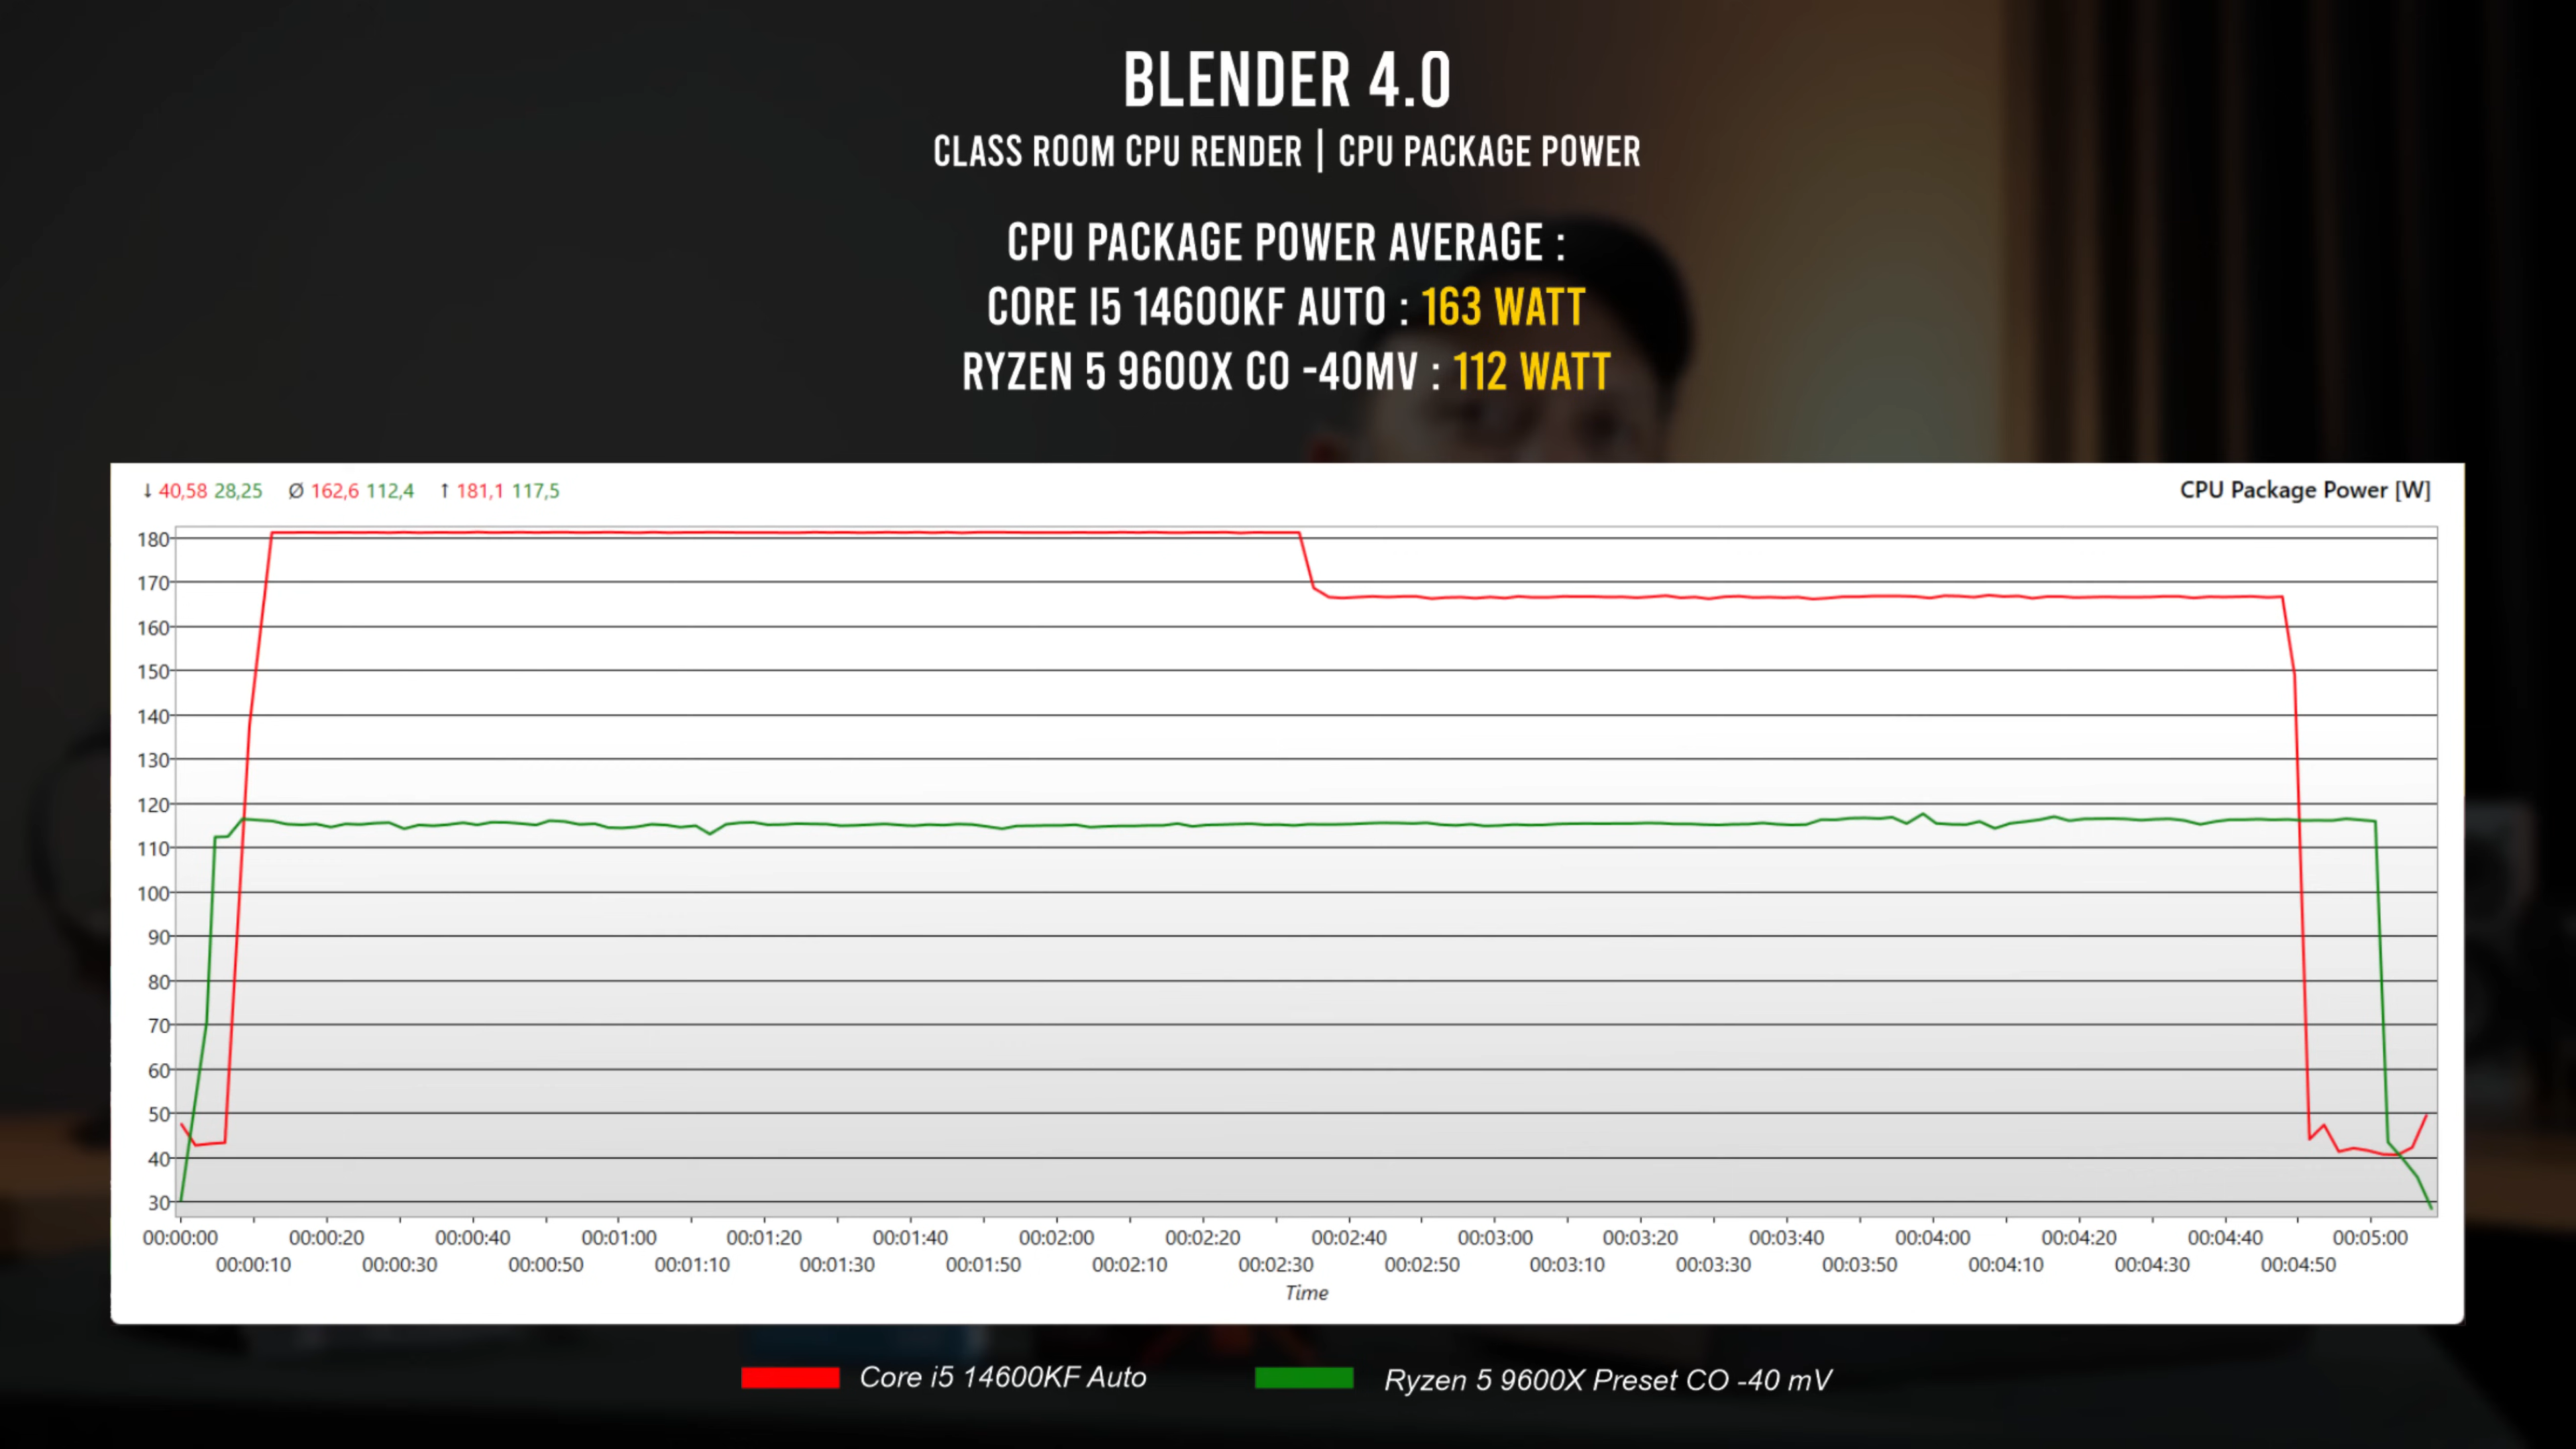 BLENDER 4.0
CLASS ROOM CPU RENDER | CPU PACKAGE POWER
CPU PACKAGE POWER AVERAGE :
CORE I5 14600KF AUTO : 163 WATT
RYZEN 5 9600X CO -40MV : 112 WATT
↓ 40,58 28,25 Ø 162,6 112,4 ↑ 181,1 117,5
CPU Package Power [W]
180
170
160
150
140
130
120
110
100
90
80
70
60
50
40
30
00:00:00 00:00:20 00:00:40 00:01:00 00:01:20 00:01:40 00:02:00 00:02:20 00:02:40 00:03:00 00:03:20 00:03:40 00:04:00 00:04:20 00:04:40 00:05:00
00:00:10 00:00:30 00:00:50 00:01:10 00:01:30 00:01:50 00:02:10 00:02:30 00:02:50 00:03:10 00:03:30 00:03:50 00:04:10 00:04:30 00:04:50
Time
Core i5 14600KF Auto
Ryzen 5 9600X Preset CO -40 mV